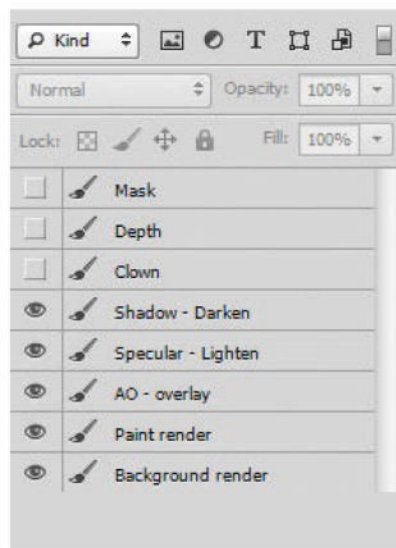 Kind T
Normal Opacity: 100%
Lock: Fill: 100%
Mask
Depth
Clown
Shadow - Darken
Specular - Lighten
AO - overlay
Paint render
Background render